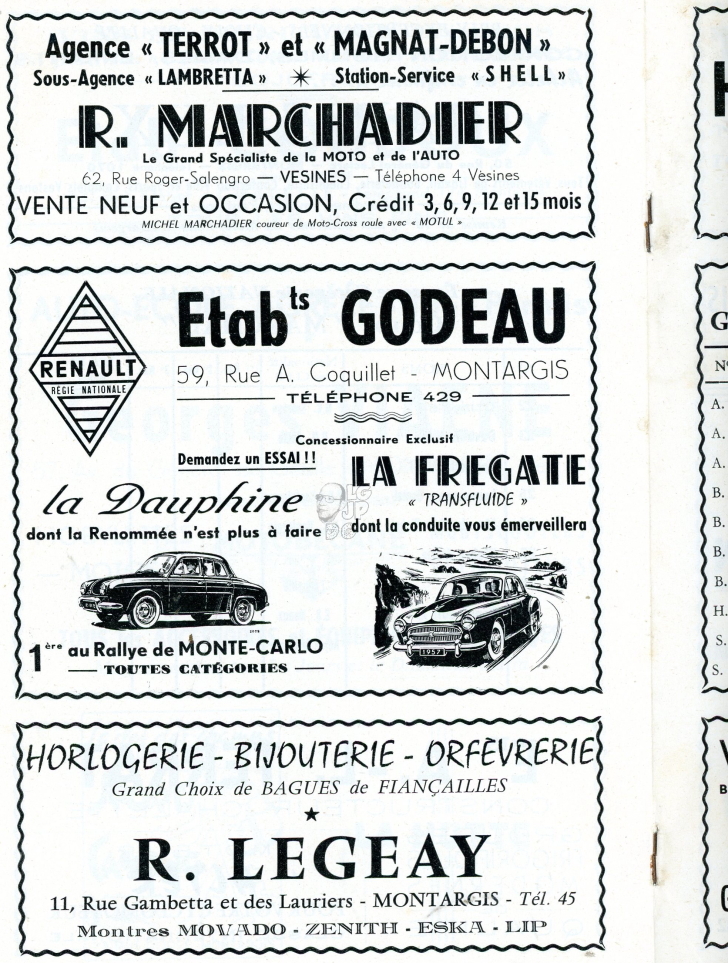 Agence « TERROT » et « MAGNAT-DEBON »
Sous-Agence « LAMBRETTA » Station-Service « SHELL »
R. MARCHADIER
Le Grand Spécialiste de la MOTO et de l'AUTO
62, Rue Roger-Salengro — VESINES — Téléphone 4 Vésines
VENTE NEUF et OCCASION, Crédit 3, 6, 9, 12 et 15 mois
MICHEL MARCHADIER coureur de Moto-Cross roule avec « MOTUL »
RENAULT
RÉGIE NATIONALE
Etab^ts GODEAU
59, Rue A. Coquillet - MONTARGIS
TÉLÉPHONE 429
Concessionnaire Exclusif
Demandez un ESSAI !!
la Dauphine
dont la Renommée n'est plus à faire
1ère au Rallye de MONTE-CARLO
TOUTES CATÉGORIES
LA FREGATE
« TRANSFLUIDE »
dont la conduite vous émerveillera
1957
HORLOGERIE - BIJOUTERIE - ORFÈVRERIE
Grand Choix de BAGUES de FIANÇAILLES
R. LEGEAY
11, Rue Gambetta et des Lauriers - MONTARGIS - Tél. 45
Montres MOVADO - ZENITH - ESKA - LIP
G
A.
A.
A.
B.
B.
B.
B.
H.
S.
S.